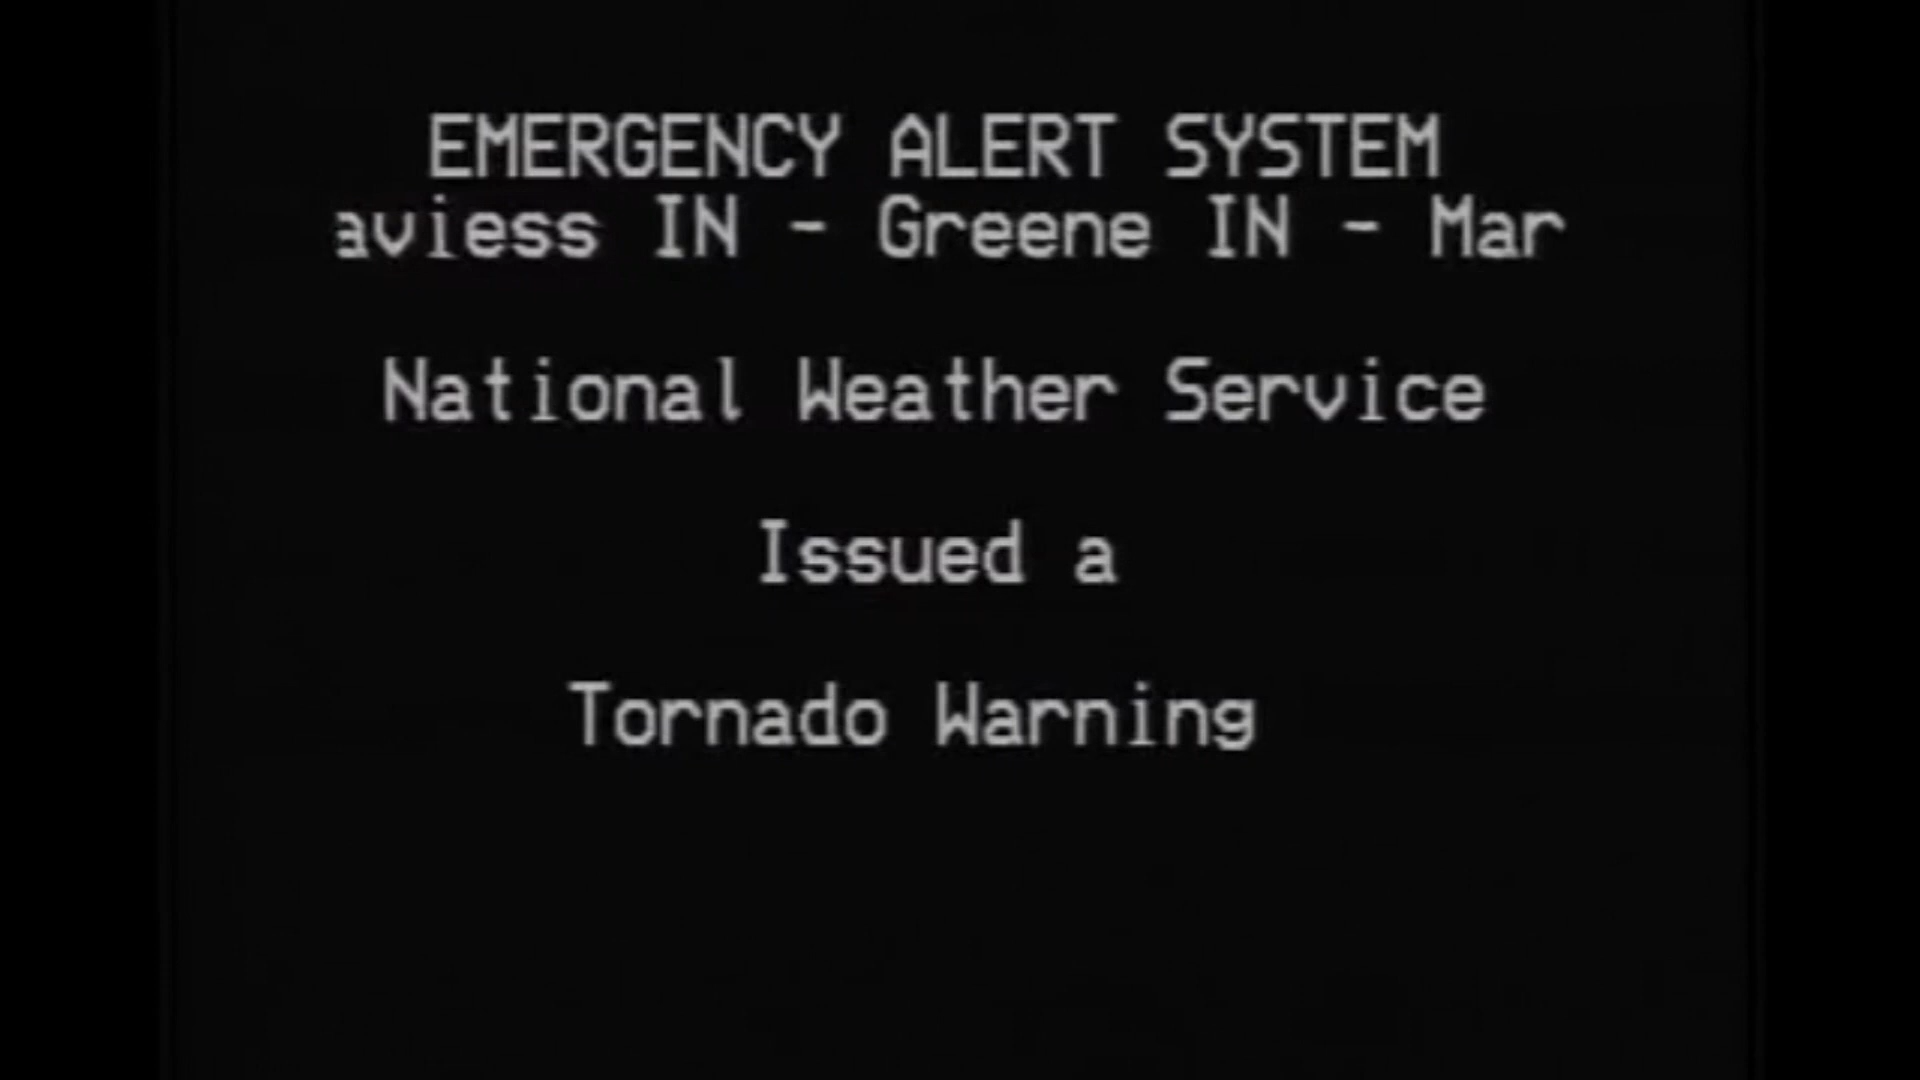 EMERGENCY ALERT SYSTEM
aviess IN - Greene IN - Mar
National Weather Service
Issued a
Tornado Warning